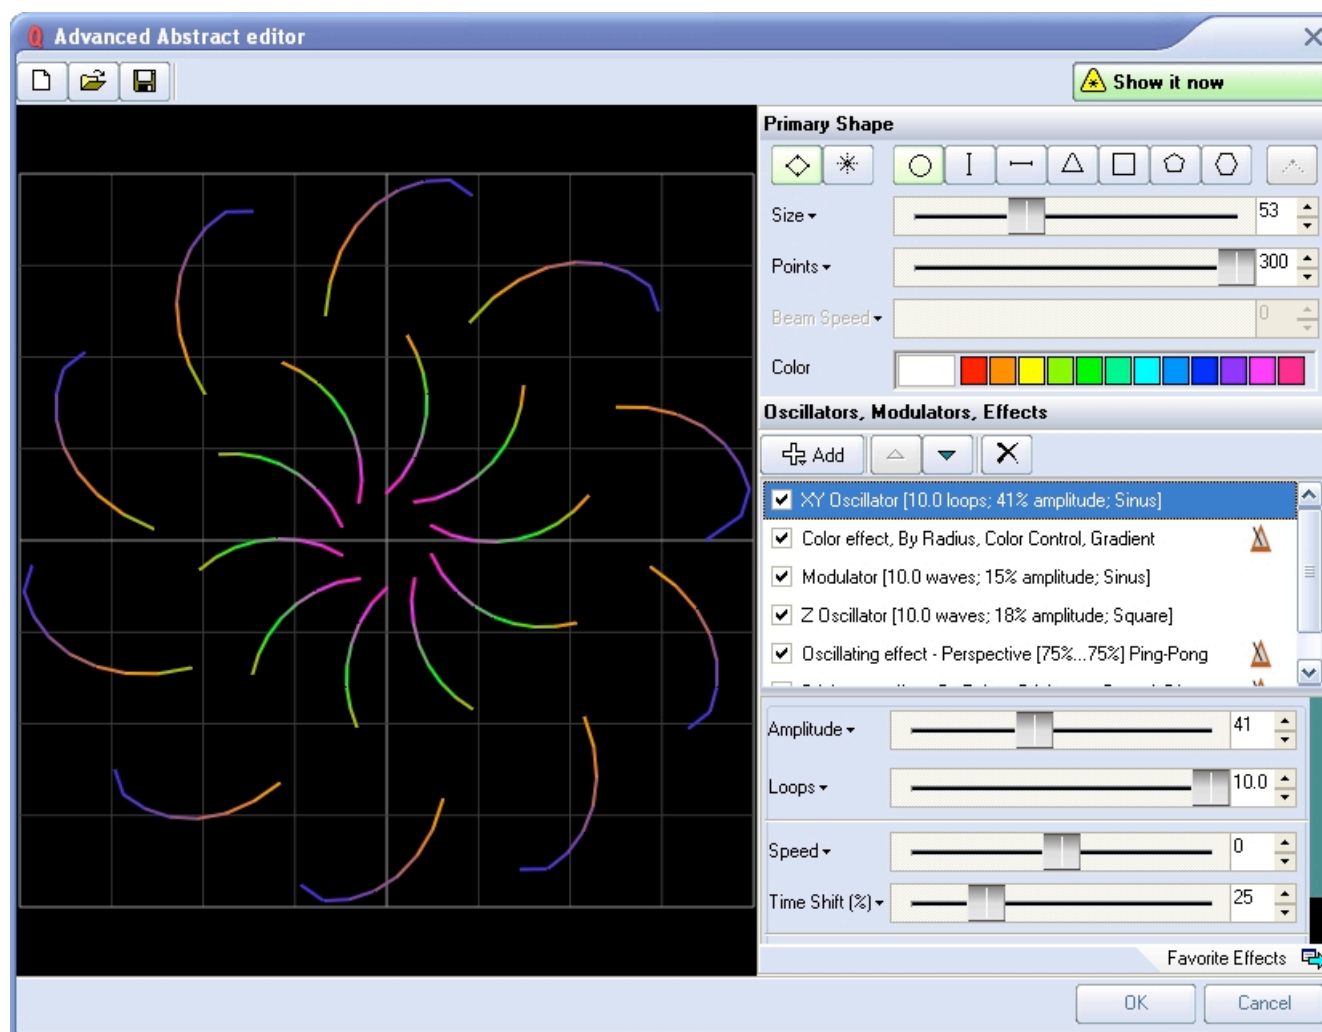 Q Advanced Abstract editor
Show it now
Primary Shape
Size 53
Points 300
Beam Speed 0
Color
Oscillators, Modulators, Effects
Add
XY Oscillator [10.0 loops; 41% amplitude; Sinus]
Color effect, By Radius, Color Control, Gradient
Modulator [10.0 waves; 15% amplitude; Sinus]
Z Oscillator [10.0 waves; 18% amplitude; Square]
Oscillating effect - Perspective [75%...75%] Ping-Pong
Amplitude 41
Loops 10.0
Speed 0
Time Shift (%) 25
Favorite Effects
OK Cancel